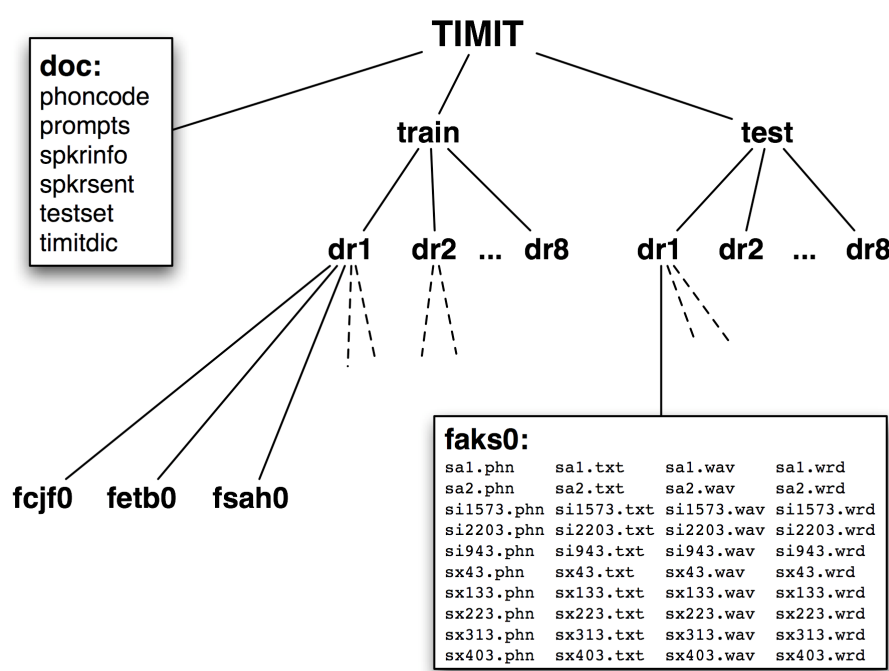 TIMIT
doc:
phoncode
prompts
spkrinfo
spkrsent
testset
timitdic
train
test
dr1 dr2 ... dr8
dr1 dr2 ... dr8
fcjf0 fetb0 fsah0
faks0:
sa1.phn sa1.txt sa1.wav sa1.wrd
sa2.phn sa2.txt sa2.wav sa2.wrd
si1573.phn si1573.txt si1573.wav si1573.wrd
si2203.phn si2203.txt si2203.wav si2203.wrd
si943.phn si943.txt si943.wav si943.wrd
sx43.phn sx43.txt sx43.wav sx43.wrd
sx133.phn sx133.txt sx133.wav sx133.wrd
sx223.phn sx223.txt sx223.wav sx223.wrd
sx313.phn sx313.txt sx313.wav sx313.wrd
sx403.phn sx403.txt sx403.wav sx403.wrd